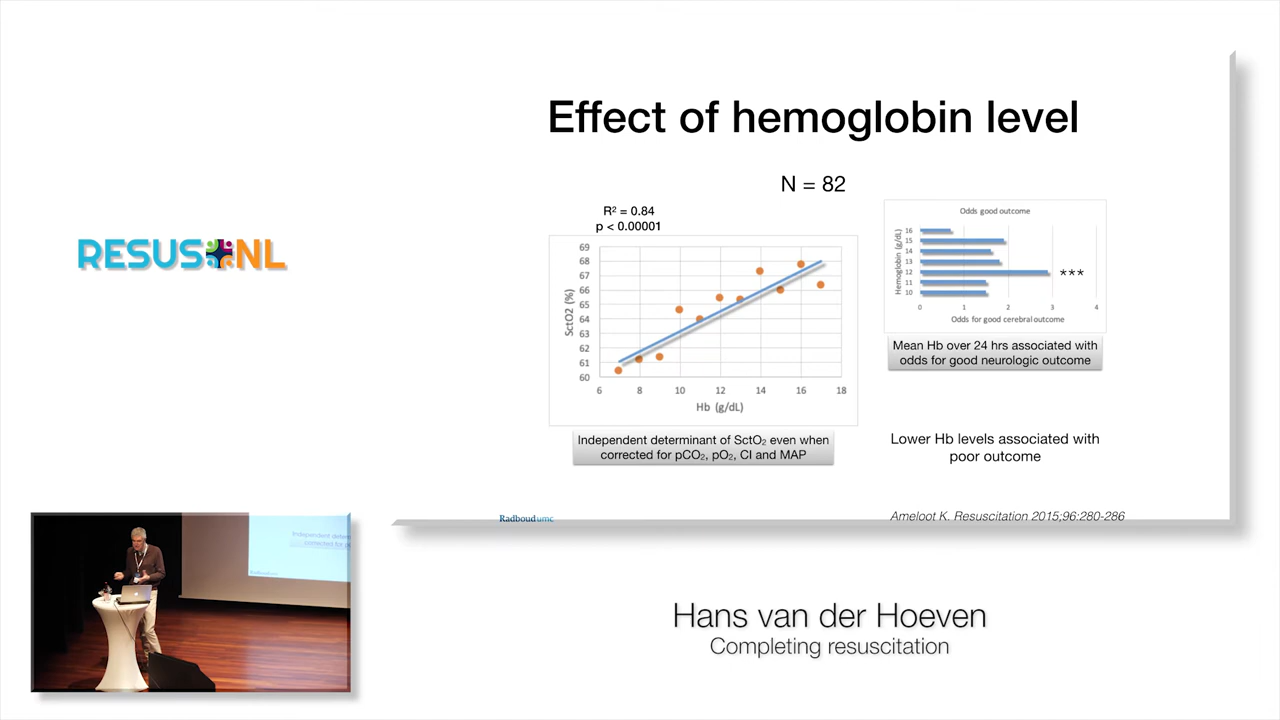 Effect of hemoglobin level
N = 82
R² = 0.84
p < 0.00001
69
68
67
66
65
64
63
62
61
60
SctO2 (%)
6 8 10 12 14 16 18
Hb (g/dL)
Independent determinant of SctO₂ even when
corrected for pCO₂, pO₂, CI and MAP
Odds good outcome
Hemoglobin (g/dL)
16
15
14
13
12
11
10
***
0 1 2 3 4
Odds for good cerebral outcome
Mean Hb over 24 hrs associated with
odds for good neurologic outcome
Lower Hb levels associated with
poor outcome
Radboudumc
Ameloot K. Resuscitation 2015;96:280-286
RESUS NL
Independent determ
corrected for p
Radboudumc
Hans van der Hoeven
Completing resuscitation